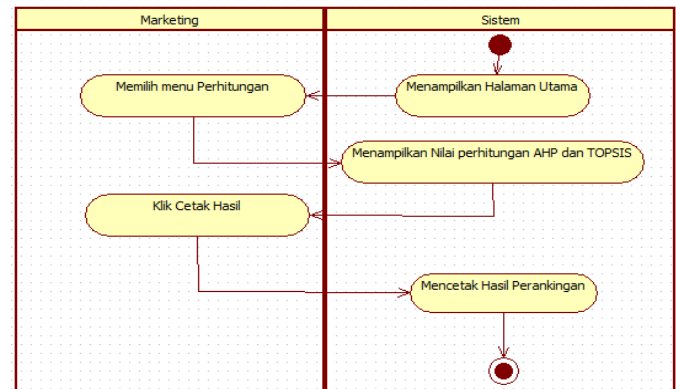 Marketing
Sistem
Menampilkan Halaman Utama
Memilih menu Perhitungan
Menampilkan Nilai perhitungan AHP dan TOPSIS
Klik Cetak Hasil
Mencetak Hasil Perankingan